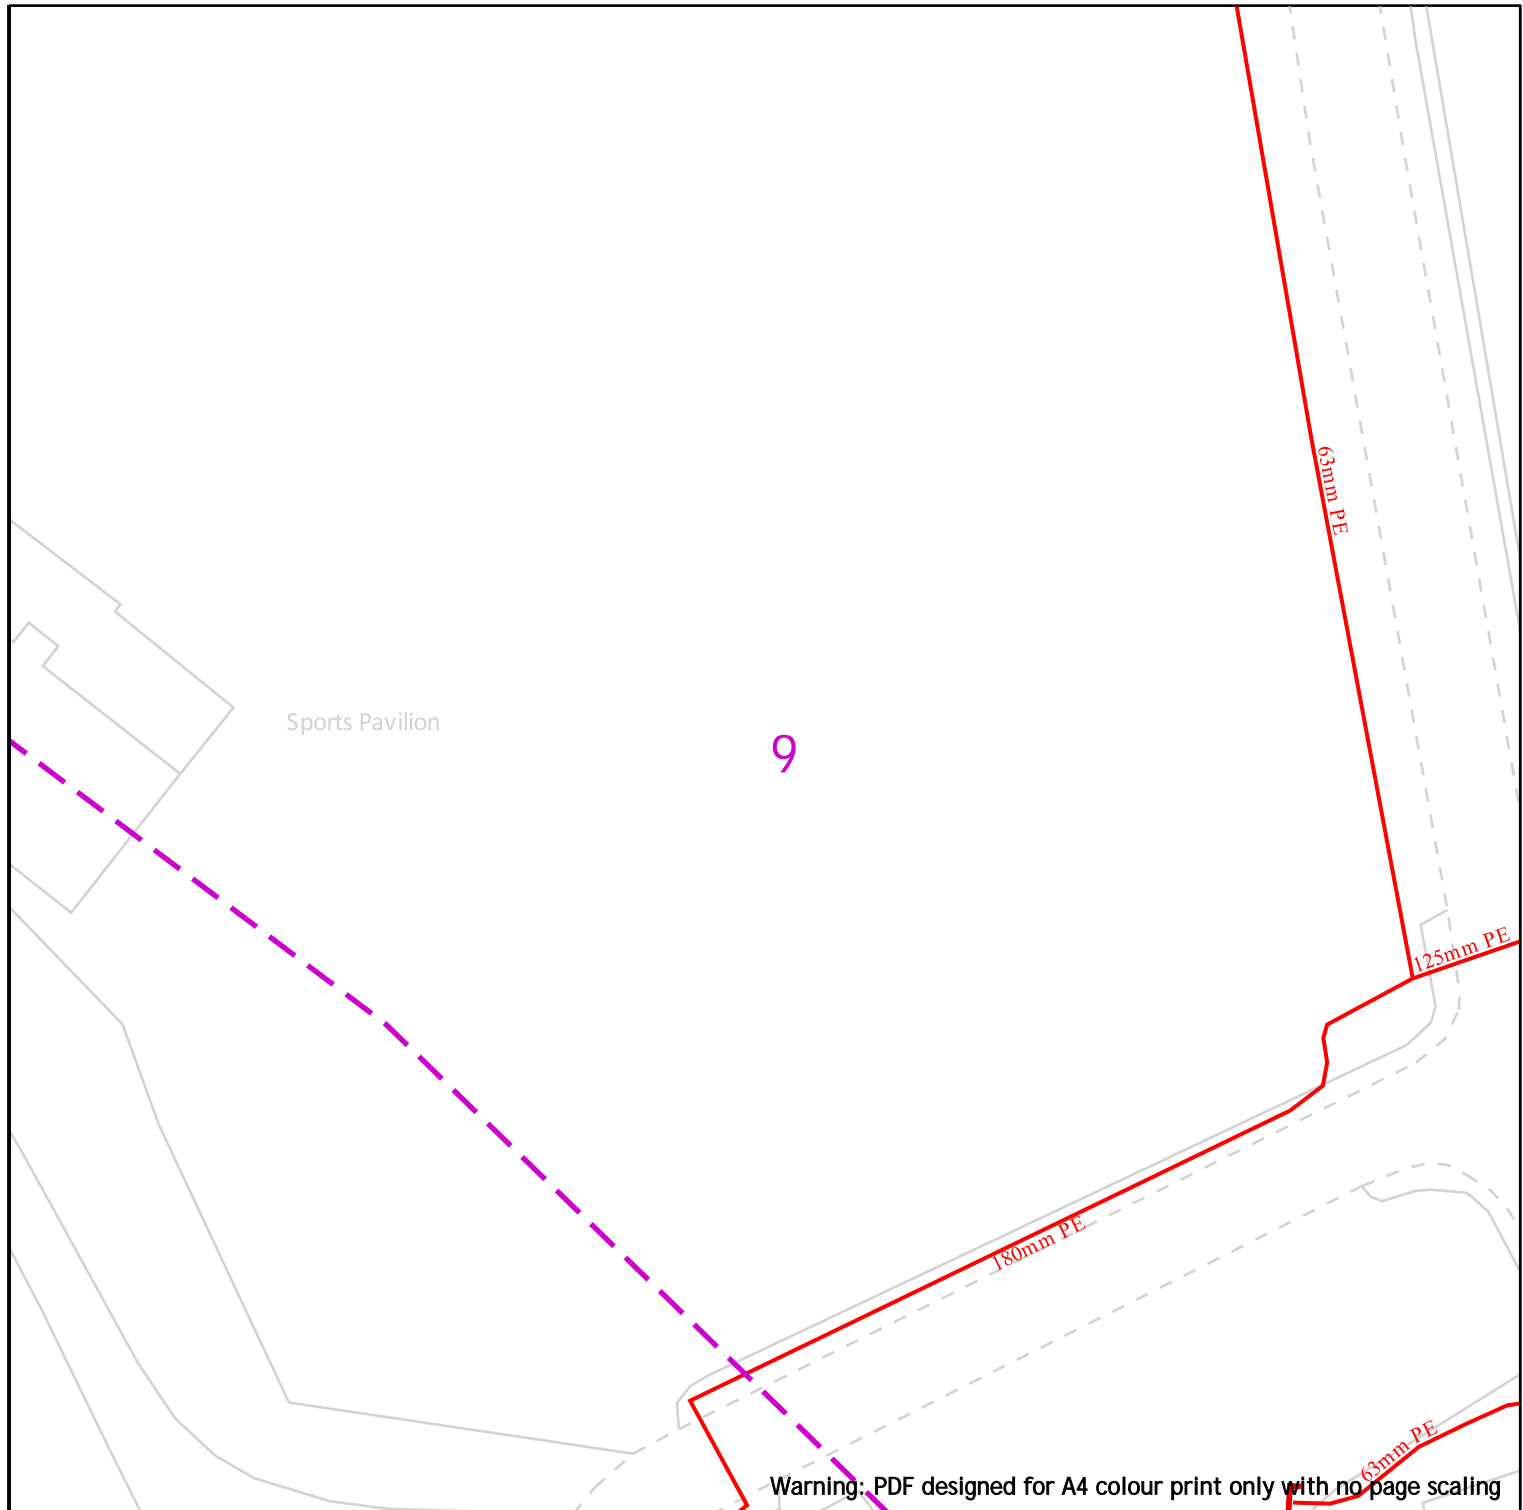 63mm PE
Sports Pavilion
9
125mm PE
180mm PE
63mm PE
Warning: PDF designed for A4 colour print only with no page scaling